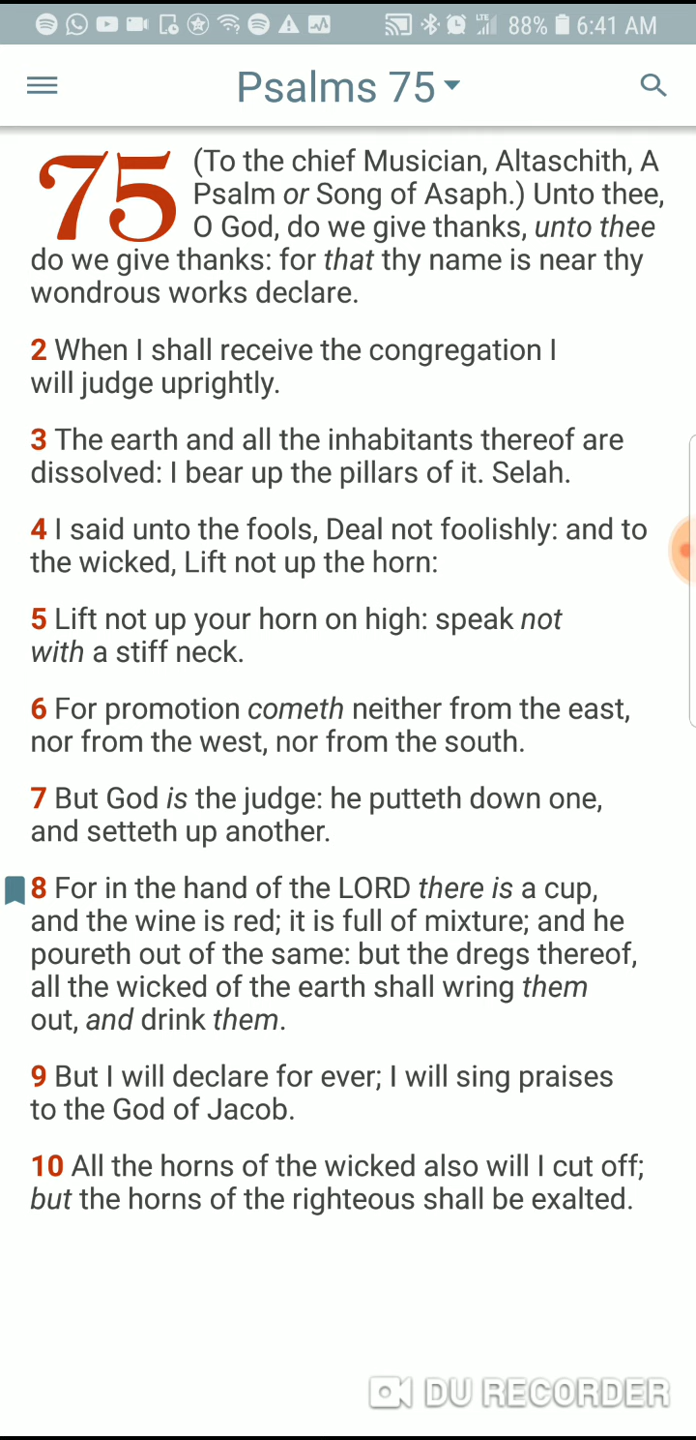 LTE 88% 6:41 AM
Psalms 75
75 (To the chief Musician, Altaschith, A
Psalm or Song of Asaph.) Unto thee,
O God, do we give thanks, unto thee
do we give thanks: for that thy name is near thy
wondrous works declare.
2 When I shall receive the congregation I
will judge uprightly.
3 The earth and all the inhabitants thereof are
dissolved: I bear up the pillars of it. Selah.
4 I said unto the fools, Deal not foolishly: and to
the wicked, Lift not up the horn:
5 Lift not up your horn on high: speak not
with a stiff neck.
6 For promotion cometh neither from the east,
nor from the west, nor from the south.
7 But God is the judge: he putteth down one,
and setteth up another.
8 For in the hand of the LORD there is a cup,
and the wine is red; it is full of mixture; and he
poureth out of the same: but the dregs thereof,
all the wicked of the earth shall wring them
out, and drink them.
9 But I will declare for ever; I will sing praises
to the God of Jacob.
10 All the horns of the wicked also will I cut off;
but the horns of the righteous shall be exalted.
DU RECORDER